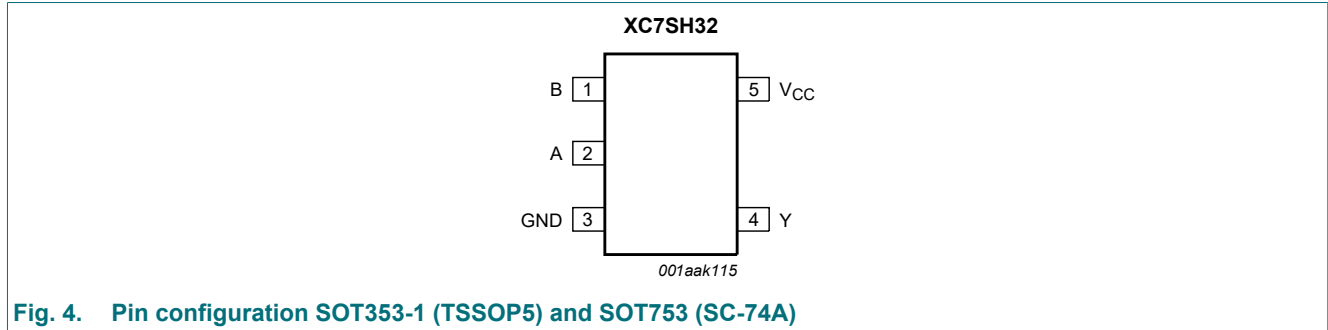 XC7SH32
B 1 5 VCC
A 2
GND 3 4 Y
001aak115
Fig. 4. Pin configuration SOT353-1 (TSSOP5) and SOT753 (SC-74A)